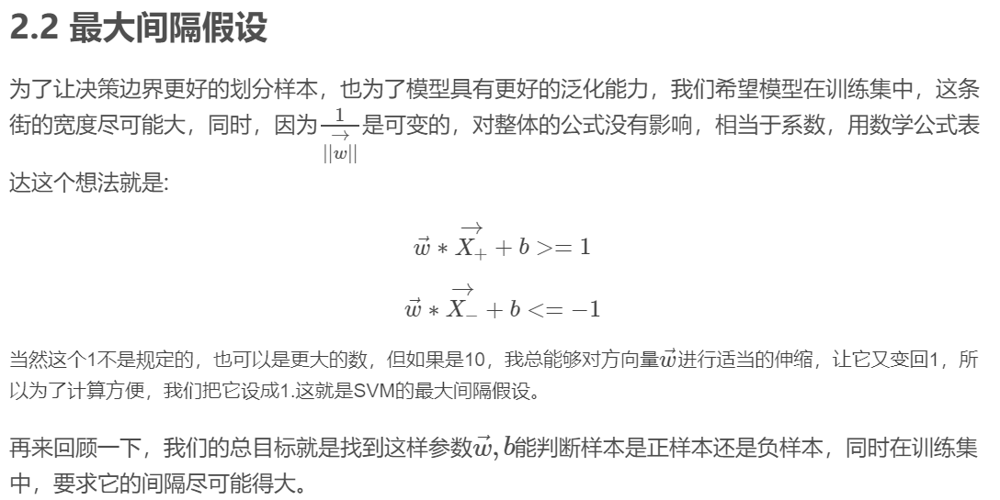 2.2 最大间隔假设
为了让决策边界更好的划分样本，也为了模型具有更好的泛化能力，我们希望模型在训练集中，这条
街的宽度尽可能大，同时，因为$\frac{1}{||\overrightarrow{w}||}$是可变的，对整体的公式没有影响，相当于系数，用数学公式表
达这个想法就是:
$\vec{w} * \overrightarrow{X_+} + b >= 1$
$\vec{w} * \overrightarrow{X_-} + b <= -1$
当然这个1不是规定的，也可以是更大的数，但如果是10，我总能够对方向量$\vec{w}$进行适当的伸缩，让它又变回1，所
以为了计算方便，我们把它设成1.这就是SVM的最大间隔假设。
再来回顾一下，我们的总目标就是找到这样参数$\vec{w}, b$能判断样本是正样本还是负样本，同时在训练集
中，要求它的间隔尽可能得大。